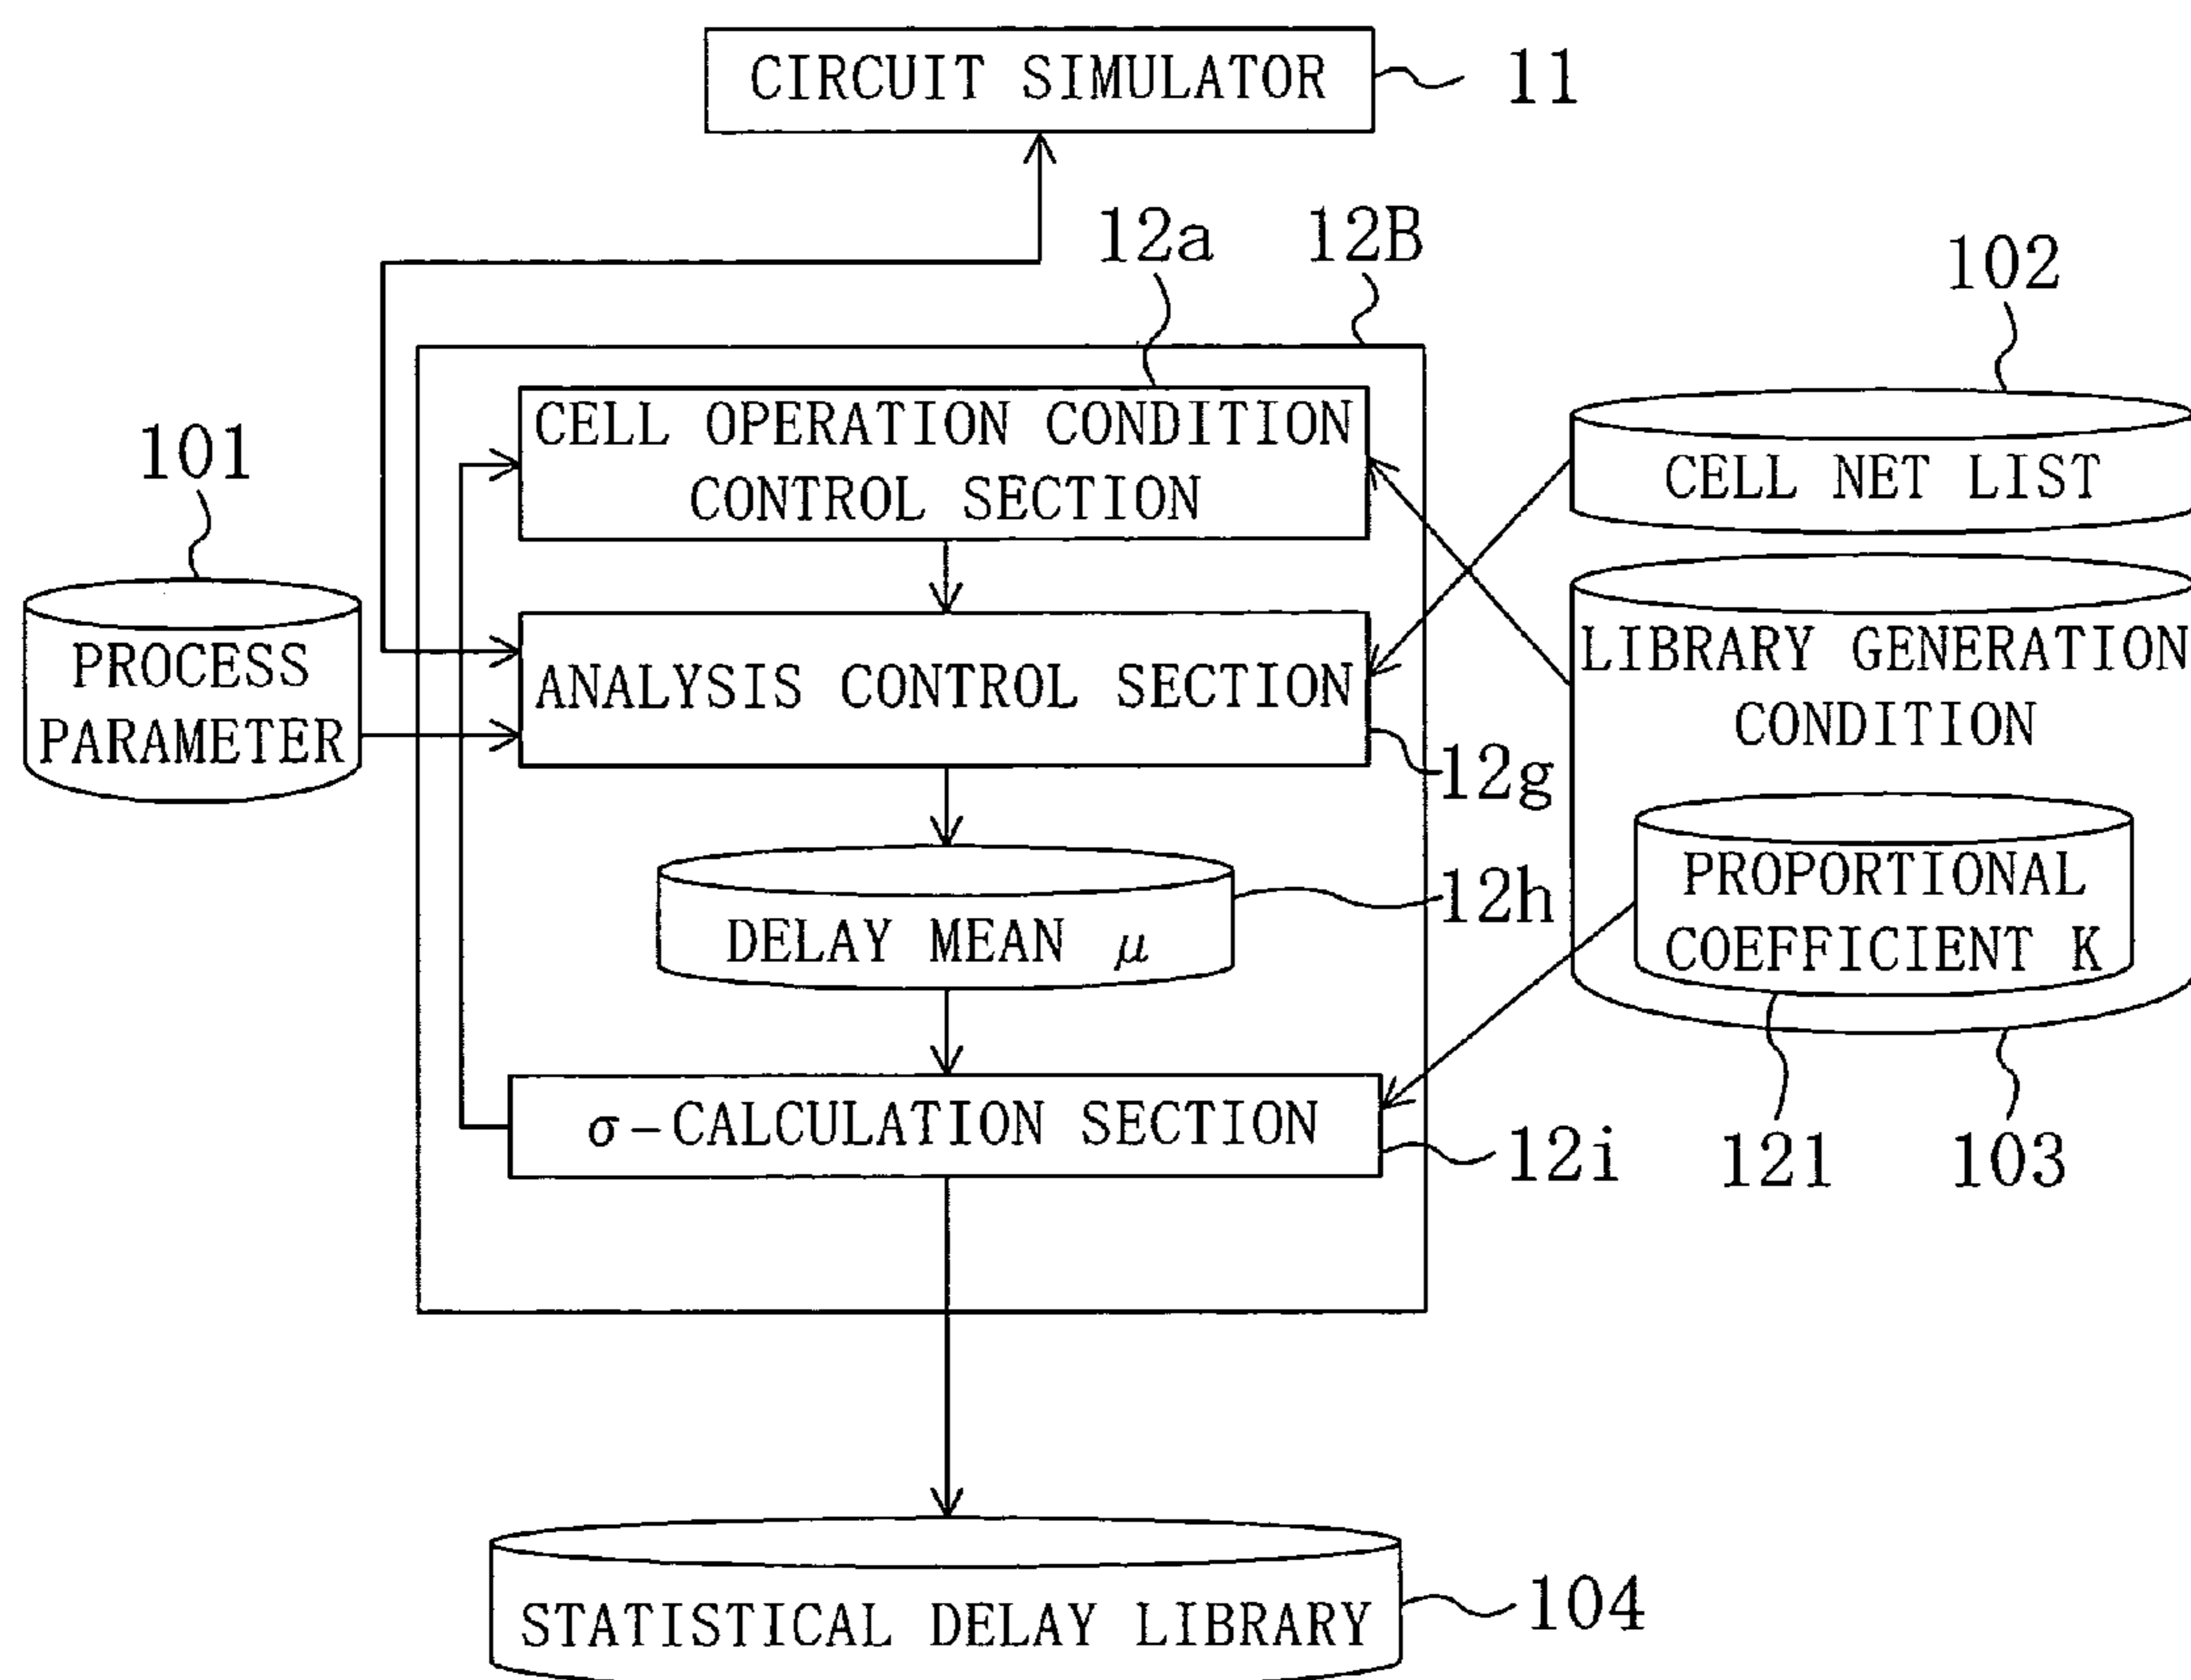 CIRCUIT SIMULATOR
11
12a
12B
102
CELL OPERATION CONDITION
CONTROL SECTION
101
CELL NET LIST
PROCESS
PARAMETER
ANALYSIS CONTROL SECTION
LIBRARY GENERATION
CONDITION
12g
PROPORTIONAL
COEFFICIENT K
12h
DELAY MEAN μ
σ-CALCULATION SECTION
12i
121
103
STATISTICAL DELAY LIBRARY
104